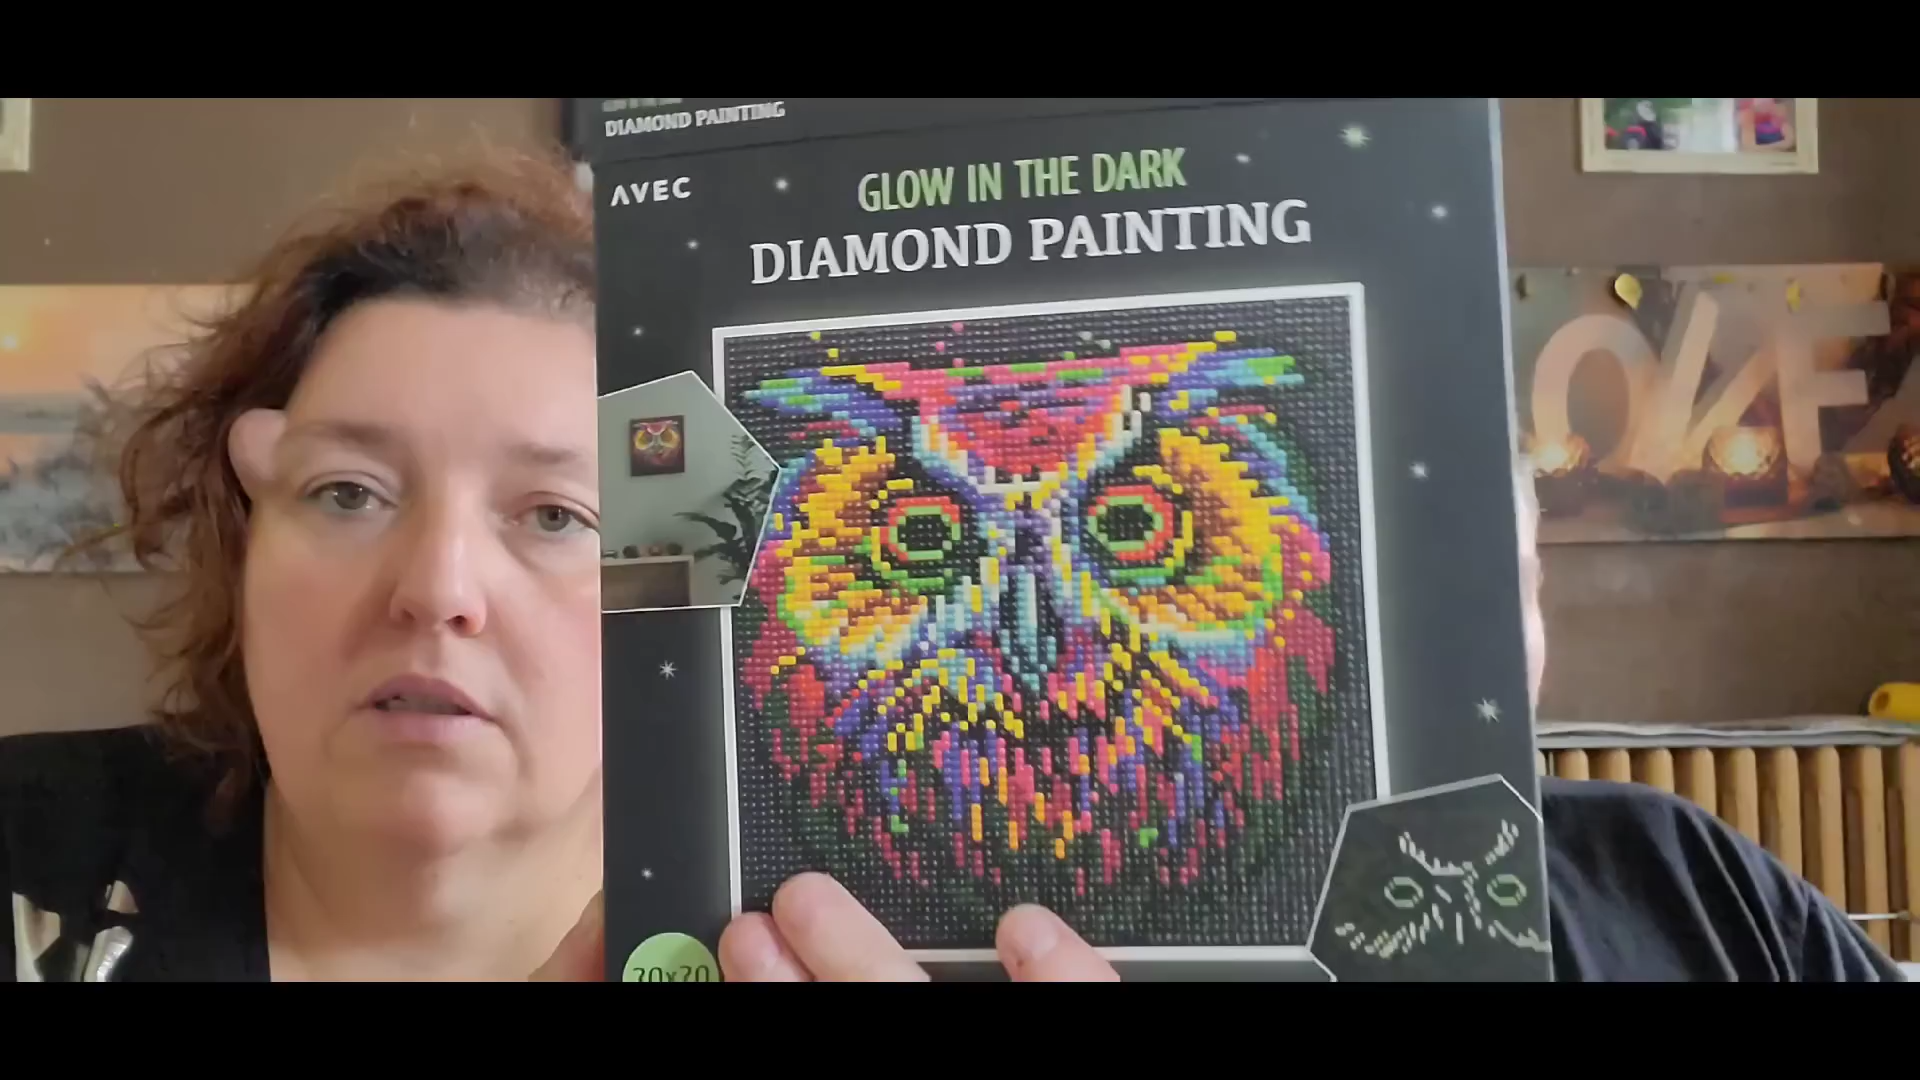 DIAMOND PAINTING
AVEC
GLOW IN THE DARK
DIAMOND PAINTING